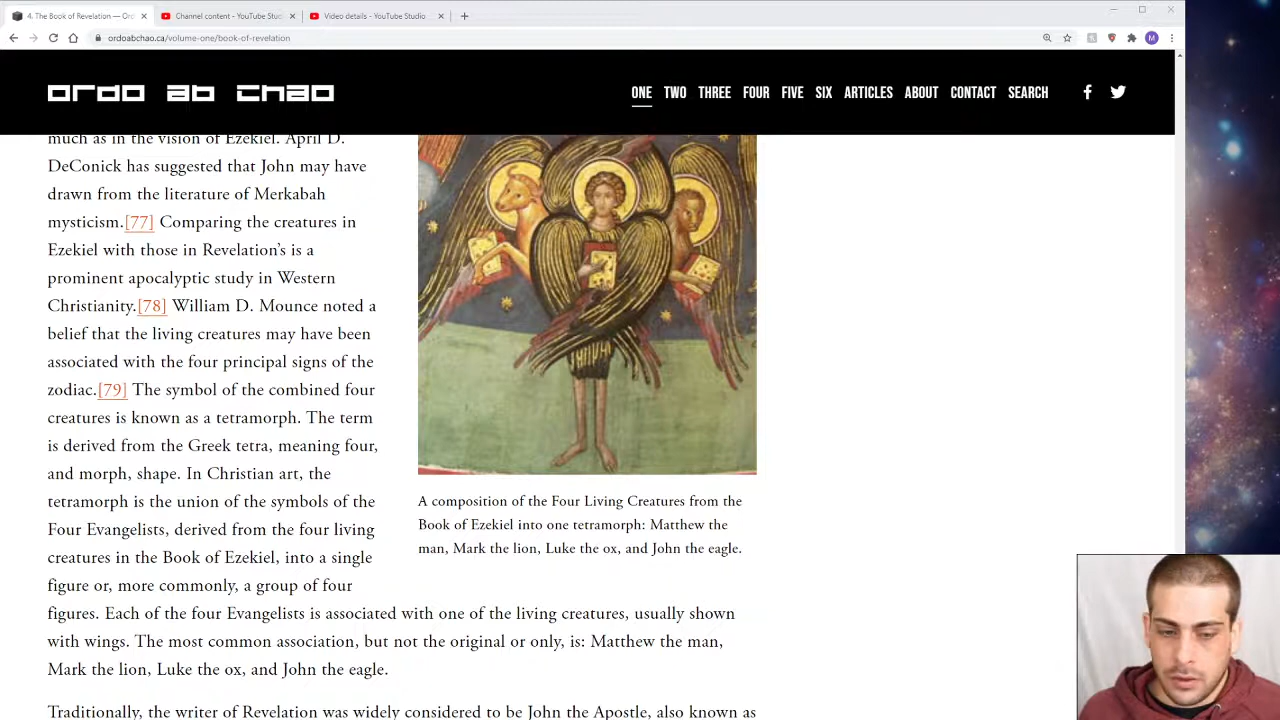 4. The Book of Revelation — Ord
Channel content - YouTube Stud
Video details - YouTube Studio
ordoabchao.ca/volume-one/book-of-revelation
M
ordo ab chao
ONE TWO THREE FOUR FIVE SIX ARTICLES ABOUT CONTACT SEARCH
much as in the vision of Ezekiel. April D.
DeConick has suggested that John may have
drawn from the literature of Merkabah
mysticism.[77] Comparing the creatures in
Ezekiel with those in Revelation’s is a
prominent apocalyptic study in Western
Christianity.[78] William D. Mounce noted a
belief that the living creatures may have been
associated with the four principal signs of the
zodiac.[79] The symbol of the combined four
creatures is known as a tetramorph. The term
is derived from the Greek tetra, meaning four,
and morph, shape. In Christian art, the
tetramorph is the union of the symbols of the
Four Evangelists, derived from the four living
creatures in the Book of Ezekiel, into a single
figure or, more commonly, a group of four
figures. Each of the four Evangelists is associated with one of the living creatures, usually shown
with wings. The most common association, but not the original or only, is: Matthew the man,
Mark the lion, Luke the ox, and John the eagle.
A composition of the Four Living Creatures from the
Book of Ezekiel into one tetramorph: Matthew the
man, Mark the lion, Luke the ox, and John the eagle.
Traditionally, the writer of Revelation was widely considered to be John the Apostle, also known as